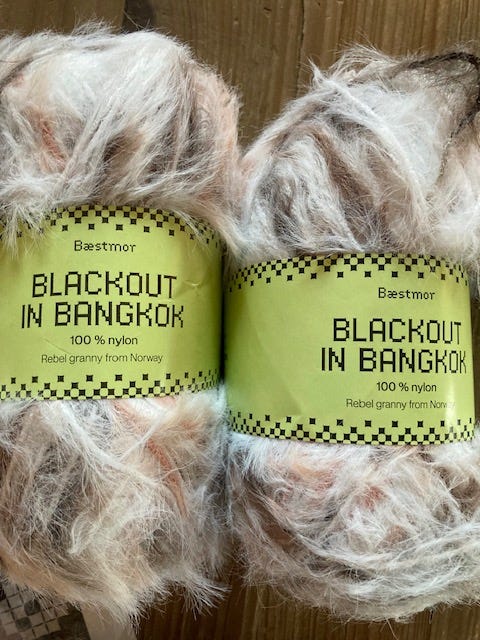 Bæstmor
BLACKOUT
IN BANGKOK
100 % nylon
Rebel granny from Norway
Bæstmor
BLACKOUT
IN BANGKOK
100 % nylon
Rebel granny from Norway